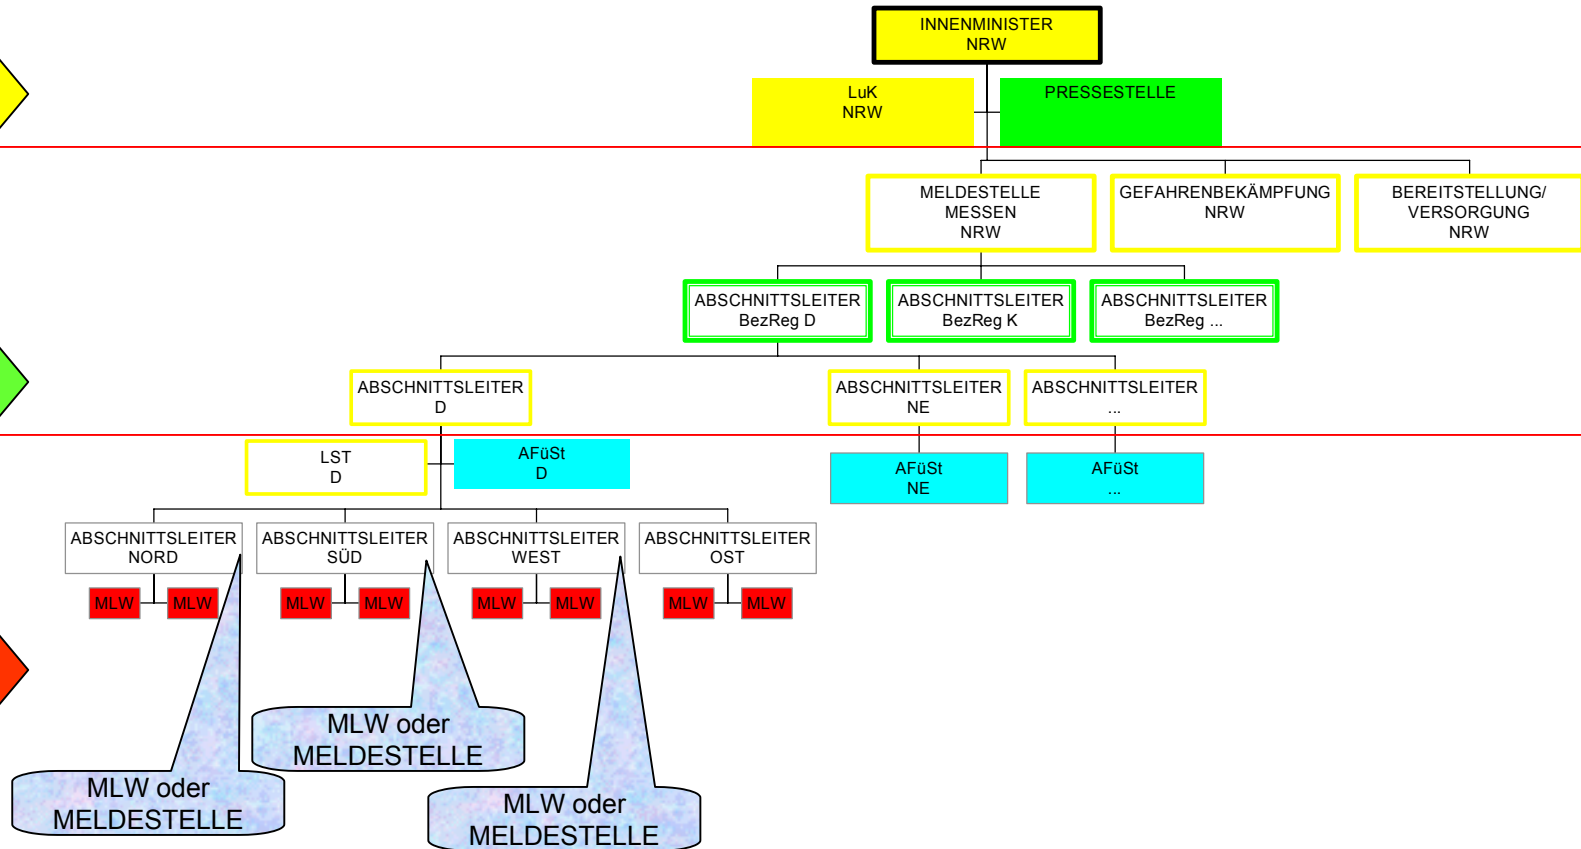 INNENMINISTER
NRW
LuK
NRW
PRESSESTELLE
MELDESTELLE
MESSEN
NRW
GEFAHRENBEKÄMPFUNG
NRW
BEREITSTELLUNG/
VERSORGUNG
NRW
ABSCHNITTSLEITER
BezReg D
ABSCHNITTSLEITER
BezReg K
ABSCHNITTSLEITER
BezReg ...
ABSCHNITTSLEITER
D
ABSCHNITTSLEITER
NE
ABSCHNITTSLEITER
...
LST
D
AFüSt
D
AFüSt
NE
AFüSt
...
ABSCHNITTSLEITER
NORD
ABSCHNITTSLEITER
SÜD
ABSCHNITTSLEITER
WEST
ABSCHNITTSLEITER
OST
MLW
MLW
MLW
MLW
MLW
MLW
MLW
MLW
MLW oder
MELDESTELLE
MLW oder
MELDESTELLE
MLW oder
MELDESTELLE